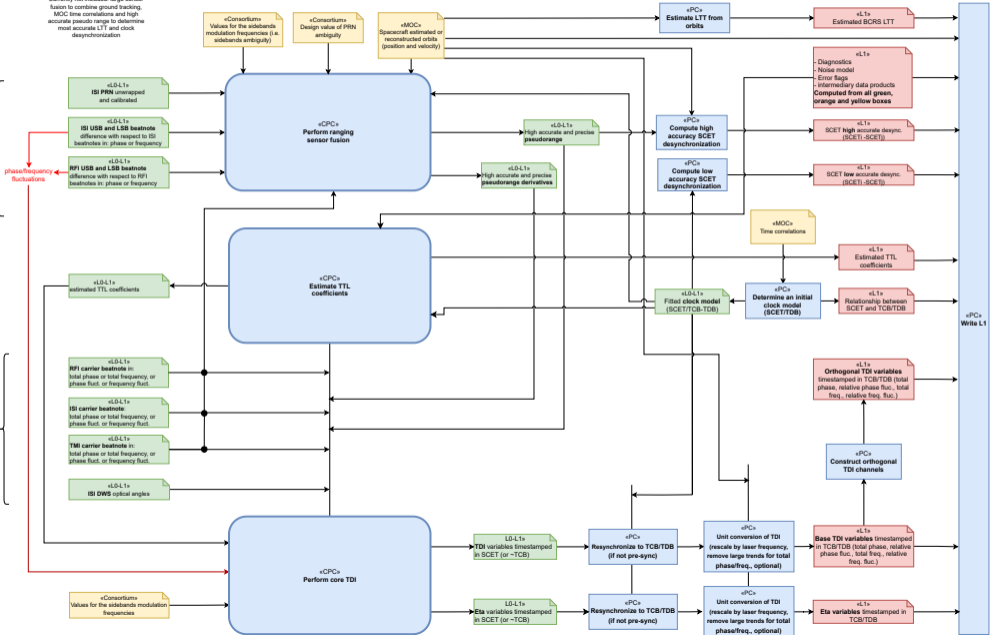 fusion to combine ground tracking,
MOC time correlations and high
accurate pseudo range to determine
most accurate LTT and clock
desynchronization
«Consortium»
Values for the sidebands
modulation frequencies (i.e.
sidebands ambiguity)
«Consortium»
Design value of PRN
ambiguity
«MOC»
Spacecraft estimated or
reconstructed orbits
(position and velocity)
«PC»
Estimate LTT from
orbits
«L1»
Estimated BCRS LTT
«L1»
- Diagnostics
- Noise model
- Error flags
- intermediary data products
Computed from all green,
orange and yellow boxes
«L0-L1»
ISI PRN unwrapped
and calibrated
«L0-L1»
ISI USB and LSB beatnote
difference with respect to ISI
beatnotes in: phase or frequency
«L0-L1»
RFI USB and LSB beatnote
difference with respect to RFI
beatnotes in: phase or frequency
phase/frequency
fluctuations
«CPC»
Perform ranging
sensor fusion
«L0-L1»
High accurate and precise
pseudorange
«L0-L1»
High accurate and precise
pseudorange derivatives
«PC»
Compute high
accuracy SCET
desynchronization
«L1»
SCET high accurate desync.
(SCETi -SCETj)
«PC»
Compute low
accuracy SCET
desynchronization
«L1»
SCET low accurate desync.
(SCETi -SCETj)
«MOC»
Time correlations
«CPC»
Estimate TTL
coefficients
«L1»
Estimated TTL
coefficients
«L0-L1»
estimated TTL coefficients
«L0-L1»
Fitted clock model
(SCET/TCB-TDB)
«PC»
Determine an initial
clock model
(SCET/TDB)
«L1»
Relationship between
SCET and TCB/TDB
«PC»
Write L1
«L0-L1»
RFI carrier beatnote in:
total phase or total frequency, or
phase fluct. or frequency fluct.
«L0-L1»
ISI carrier beatnote:
total phase or total frequency, or
phase fluct. or frequency fluct.
«L0-L1»
TMI carrier beatnote in:
total phase or total frequency, or
phase fluct. or frequency fluct.
«L0-L1»
ISI DWS optical angles
«L1»
Orthogonal TDI variables
timestamped in TCB/TDB (total
phase, relative phase fluc., total
freq., relative freq. fluc.)
«PC»
Construct orthogonal
TDI channels
«CPC»
Perform core TDI
«Consortium»
Values for the sidebands modulation
frequencies
L0-L1»
TDI variables timestamped
in SCET (or ~TCB)
«PC»
Resynchronize to TCB/TDB
(if not pre-sync)
«PC»
Unit conversion of TDI
(rescale by laser frequency,
remove large trends for total
phase/freq., optional)
«L1»
Base TDI variables timestamped
in TCB/TDB (total phase, relative
phase fluc., total freq., relative
freq. fluc.)
L0-L1»
Eta variables timestamped
in SCET (or ~TCB)
«PC»
Resynchronize to TCB/TDB
(if not pre-sync)
«PC»
Unit conversion of TDI
(rescale by laser frequency,
remove large trends for total
phase/freq., optional)
«L1»
Eta variables timestamped in
TCB/TDB